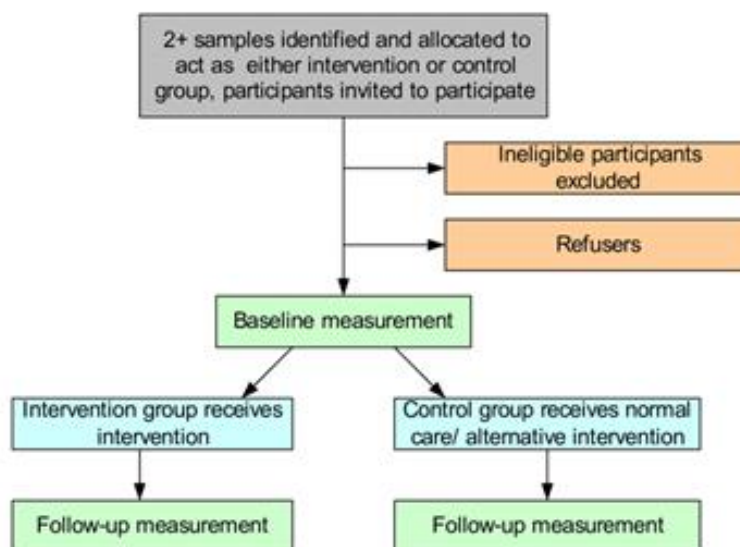 2+ samples identified and allocated to
act as either intervention or control
group, participants invited to participate
Ineligible participants
excluded
Refusers
Baseline measurement
Intervention group receives
intervention
Control group receives normal
care/ alternative intervention
Follow-up measurement
Follow-up measurement